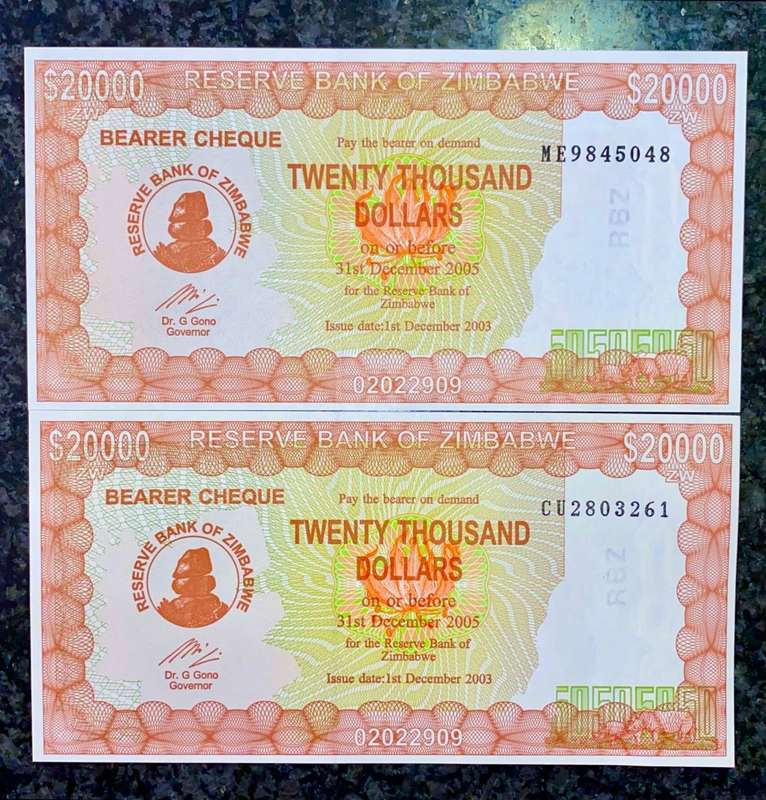 $20000 RESERVE BANK OF ZIMBABWE $20000
ZW ZW
BEARER CHEQUE
Pay the bearer on demand
ME9845048
TWENTY THOUSAND
DOLLARS
RESERVE BANK OF ZIMBABWE
RBZ
on or before
31st December 2005
for the Reserve Bank of
Zimbabwe
Dr. G Gono
Governor
Issue date:1st December 2003
50505050
02022909
$20000 RESERVE BANK OF ZIMBABWE $20000
ZW ZW
BEARER CHEQUE
Pay the bearer on demand
CU2803261
TWENTY THOUSAND
DOLLARS
RESERVE BANK OF ZIMBABWE
RBZ
on or before
31st December 2005
for the Reserve Bank of
Zimbabwe
Dr. G Gono
Governor
Issue date:1st December 2003
50505050
02022909